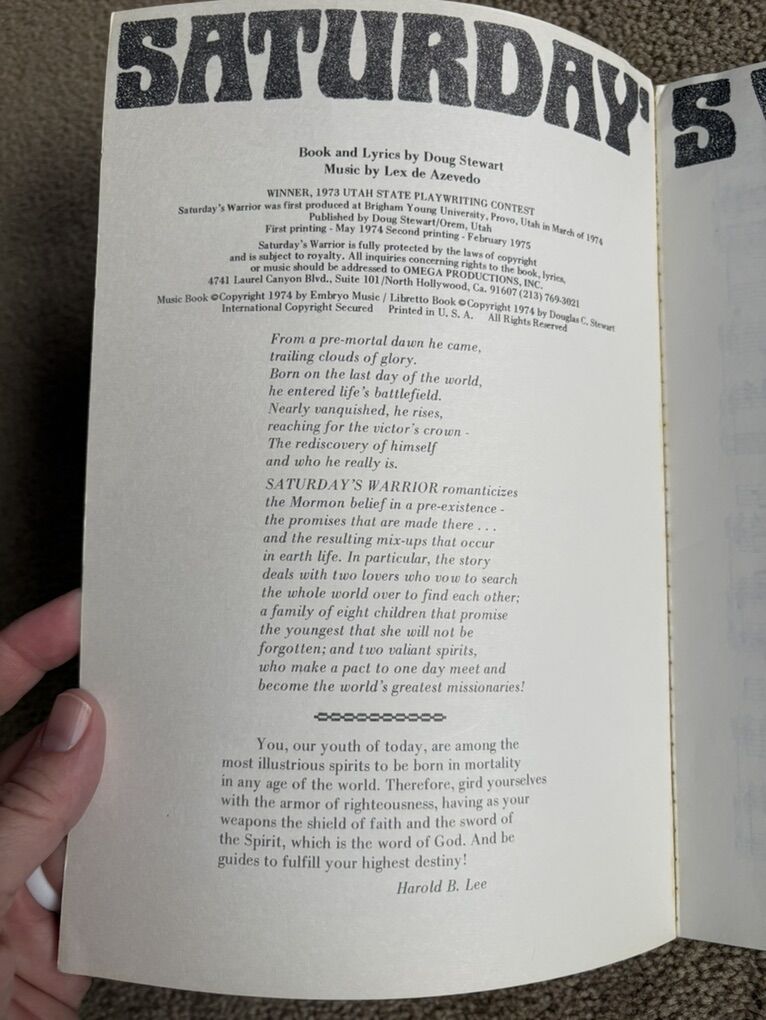 SATURDAY'S
Book and Lyrics by Doug Stewart
Music by Lex de Azevedo
WINNER, 1973 UTAH STATE PLAYWRITING CONTEST
Saturday's Warrior was first produced at Brigham Young University, Provo, Utah in March of 1974
Published by Doug Stewart/Orem, Utah
First printing - May 1974 Second printing - February 1975
Saturday's Warrior is fully protected by the laws of copyright
and is subject to royalty. All inquiries concerning rights to the book, lyrics,
or music should be addressed to OMEGA PRODUCTIONS, INC.
4741 Laurel Canyon Blvd., Suite 101/North Hollywood, Ca. 91607 (213) 769-3021
Music Book ©Copyright 1974 by Embryo Music / Libretto Book ©Copyright 1974 by Douglas C. Stewart
International Copyright Secured Printed in U. S. A. All Rights Reserved
From a pre-mortal dawn he came,
trailing clouds of glory.
Born on the last day of the world,
he entered life's battlefield.
Nearly vanquished, he rises,
reaching for the victor's crown -
The rediscovery of himself
and who he really is.
SATURDAY'S WARRIOR romanticizes
the Mormon belief in a pre-existence -
the promises that are made there . . .
and the resulting mix-ups that occur
in earth life. In particular, the story
deals with two lovers who vow to search
the whole world over to find each other;
a family of eight children that promise
the youngest that she will not be
forgotten; and two valiant spirits,
who make a pact to one day meet and
become the world's greatest missionaries!
You, our youth of today, are among the
most illustrious spirits to be born in mortality
in any age of the world. Therefore, gird yourselves
with the armor of righteousness, having as your
weapons the shield of faith and the sword of
the Spirit, which is the word of God. And be
guides to fulfill your highest destiny!
Harold B. Lee